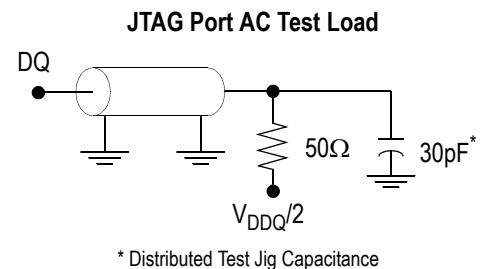 JTAG Port AC Test Load
DQ
50Ω
30pF*
VDDQ/2
* Distributed Test Jig Capacitance